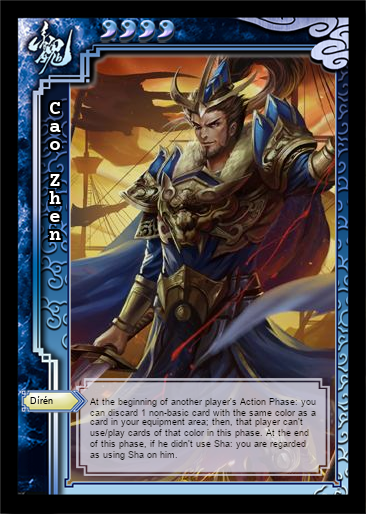 Cao Zhen
Dirén
At the beginning of another player's Action Phase: you
can discard 1 non-basic card with the same color as a
card in your equipment area; then, that player can't
use/play cards of that color in this phase. At the end
of this phase, if he didn't use Sha: you are regarded
as using Sha on him.